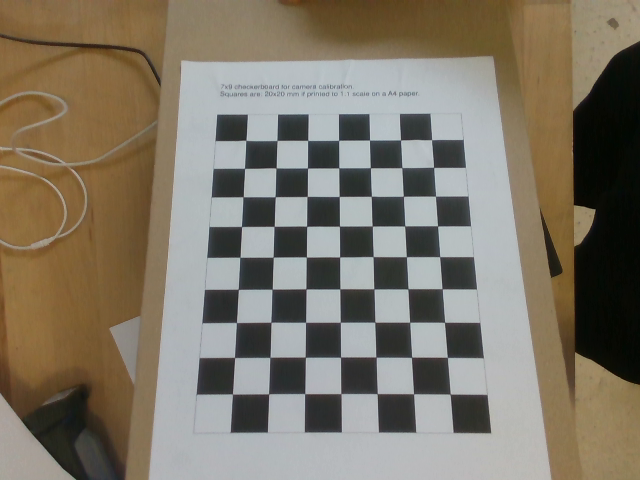 7x9 checkerboard for camera calibration.
Squares are: 20x20 mm if printed to 1:1 scale on a A4 paper.